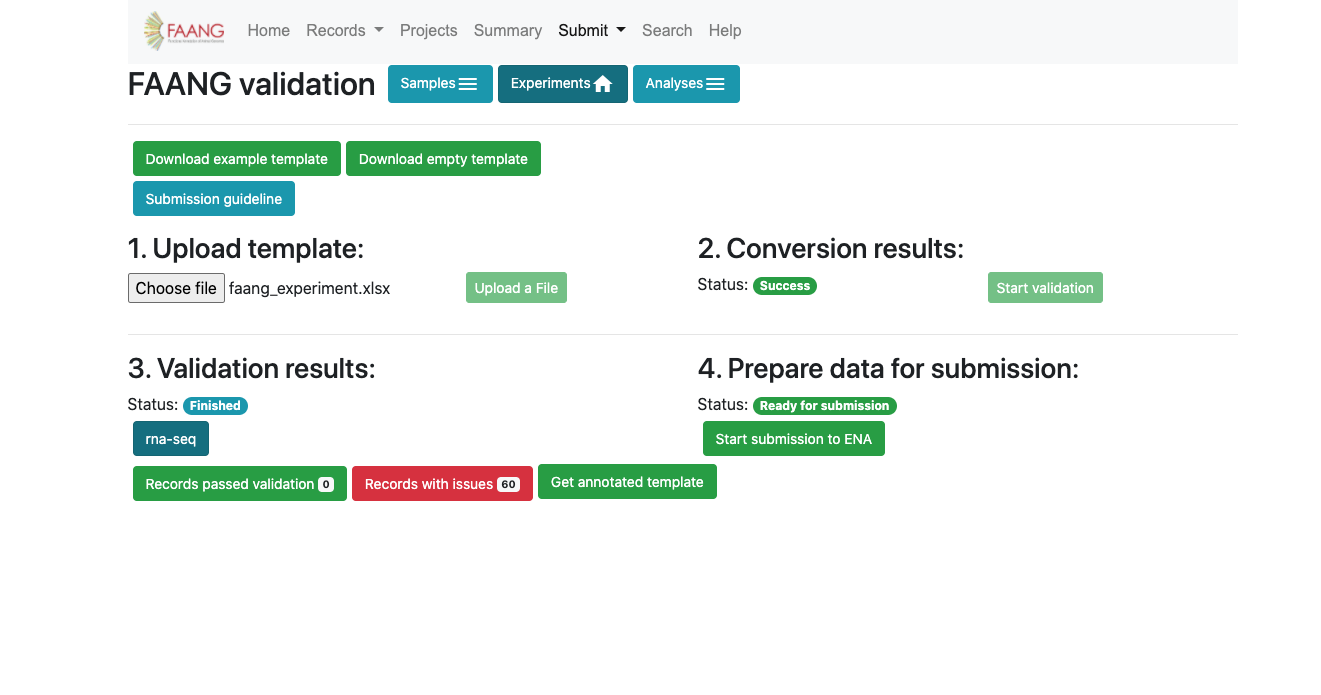 FAANG
Home Records Projects Summary Submit Search Help
FAANG validation Samples Experiments Analyses
Download example template Download empty template
Submission guideline
1. Upload template:
Choose file faang_experiment.xlsx Upload a File
2. Conversion results:
Status: Success Start validation
3. Validation results:
Status: Finished
rna-seq
Records passed validation 0 Records with issues 60 Get annotated template
4. Prepare data for submission:
Status: Ready for submission
Start submission to ENA